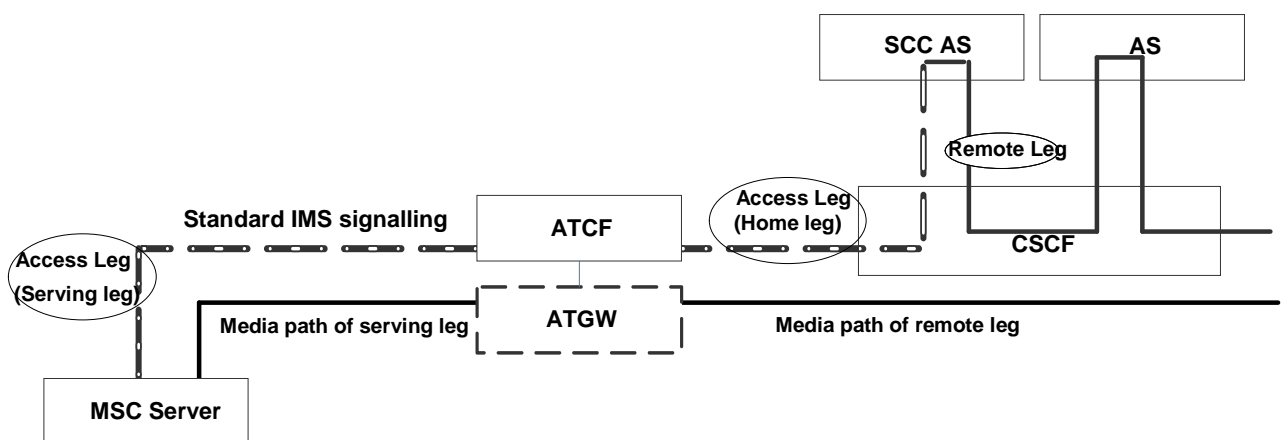 SCC AS
AS
Remote Leg
Access Leg
(Home leg)
Standard IMS signalling
ATCF
CSCF
Access Leg
(Serving leg)
Media path of serving leg
ATGW
Media path of remote leg
MSC Server